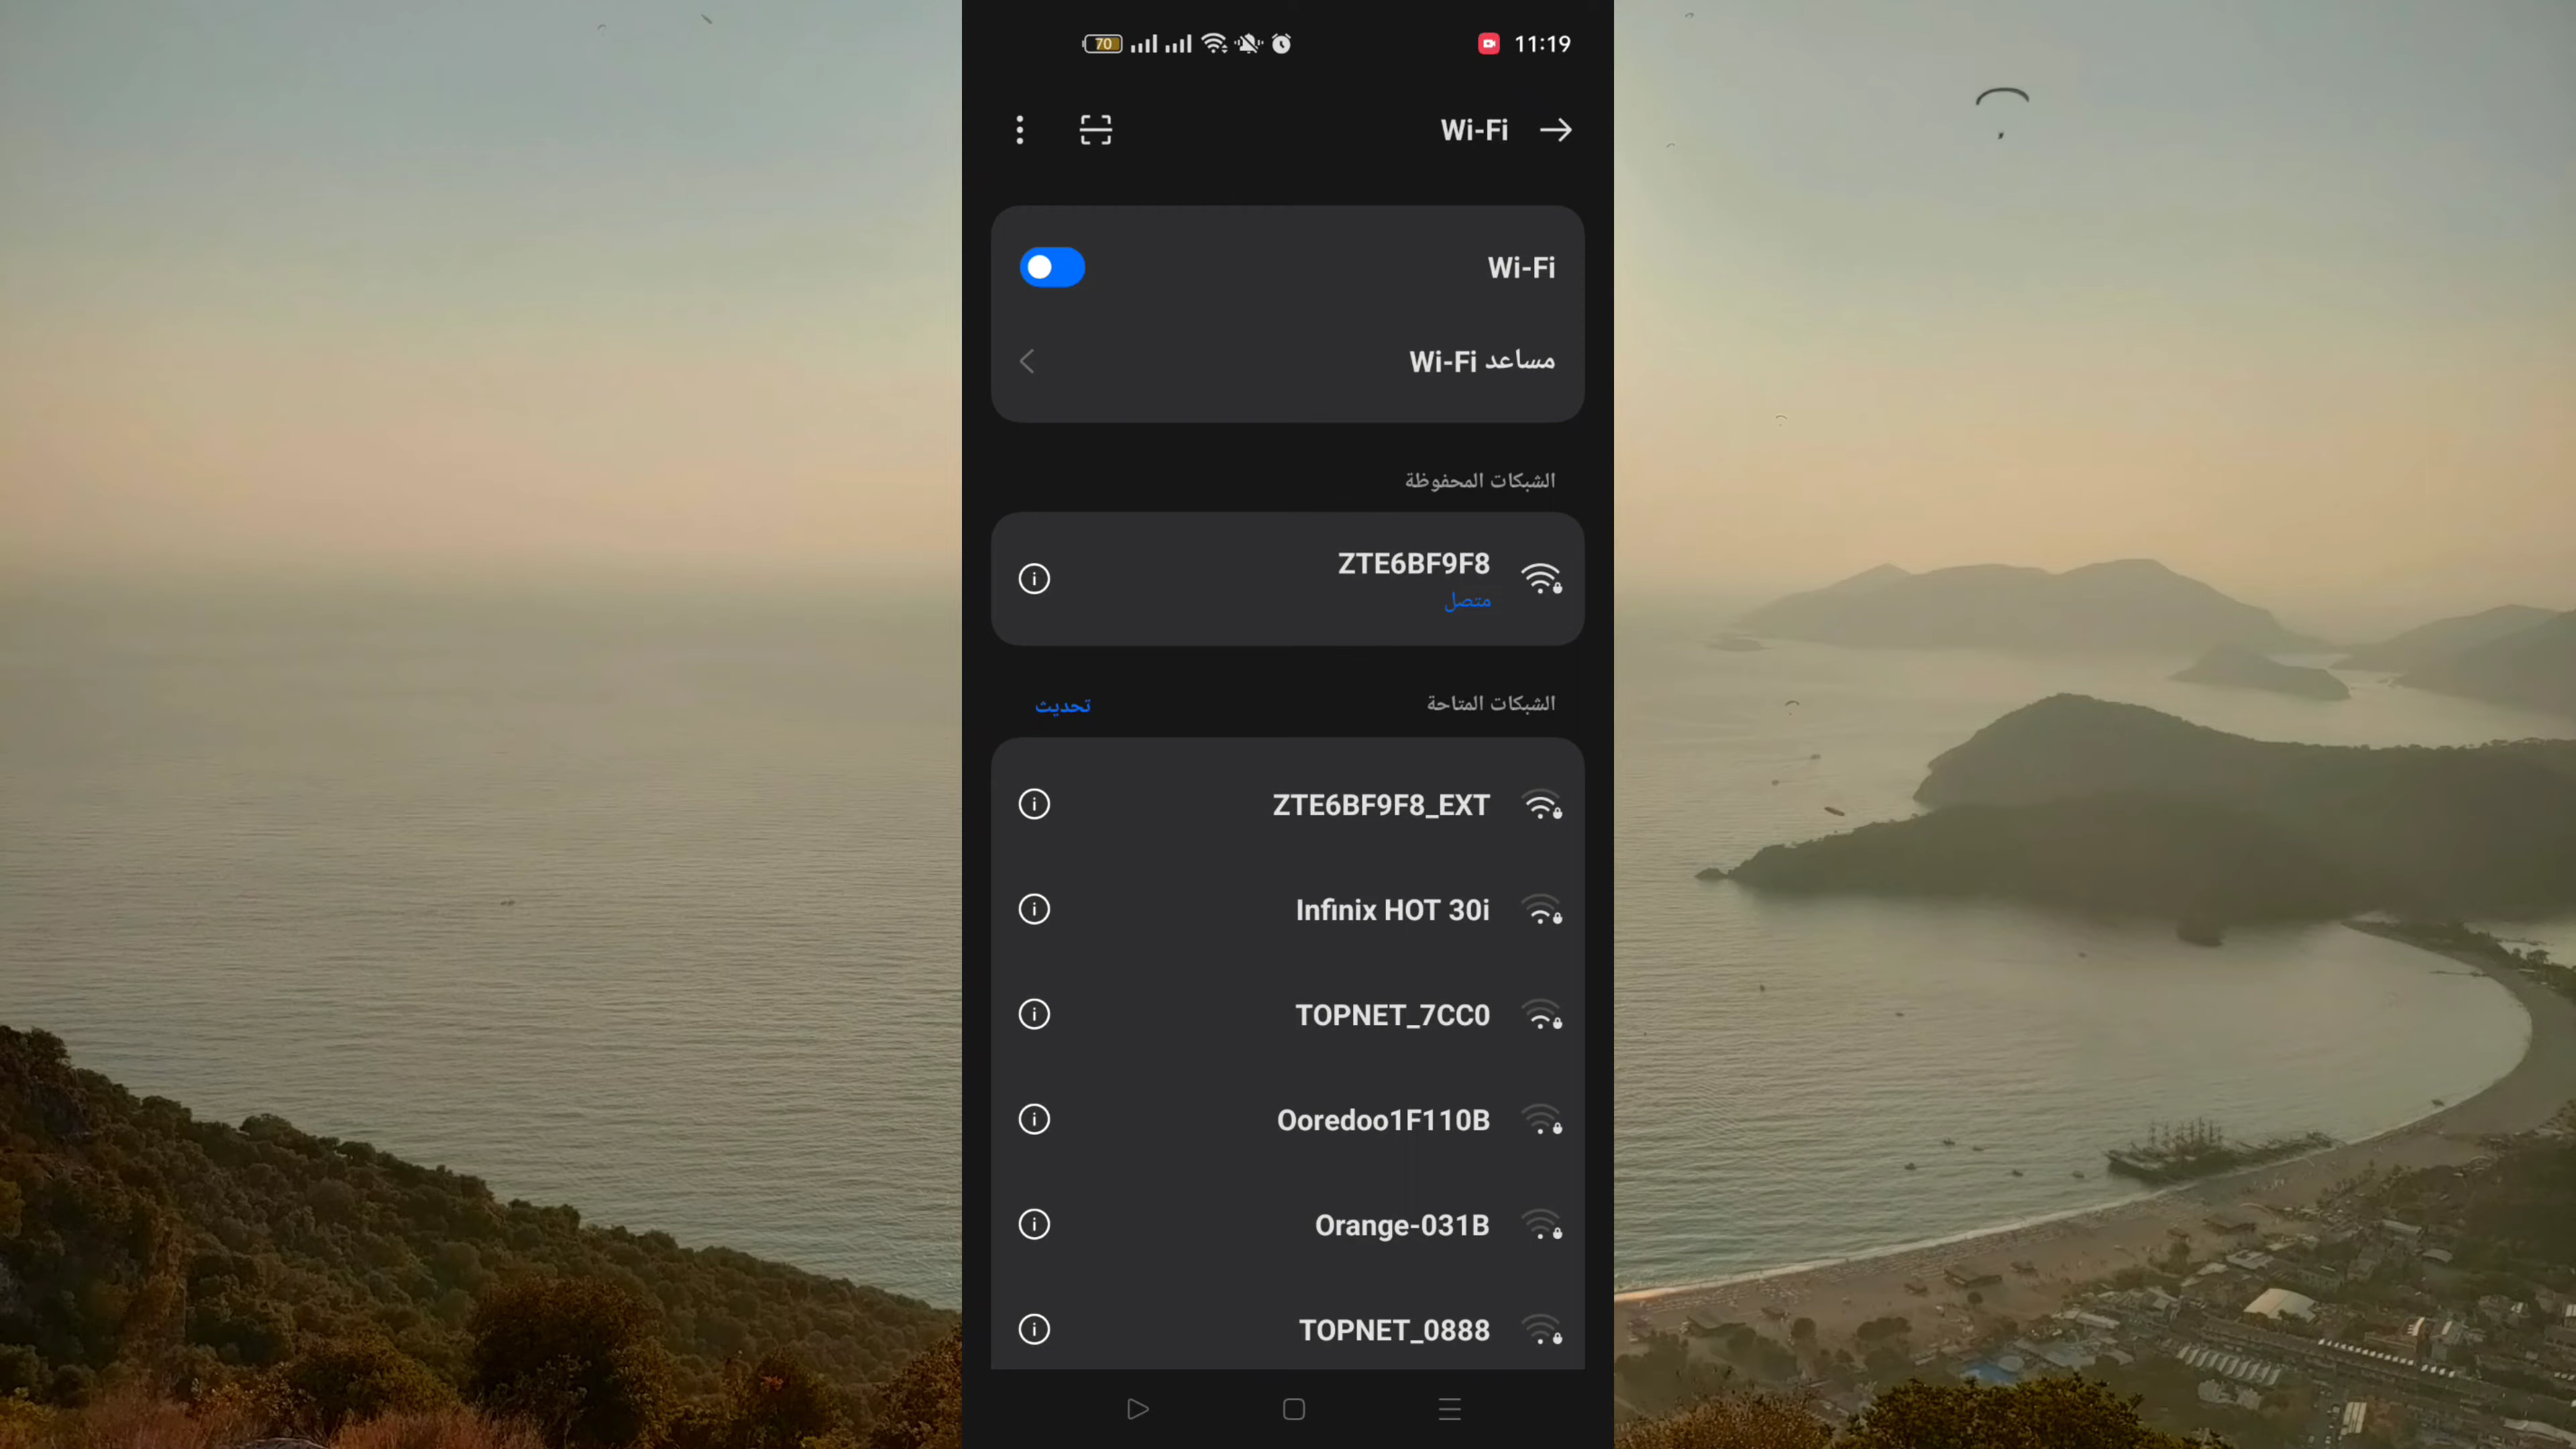 70
11:19
Wi-Fi
Wi-Fi
مساعد Wi-Fi
الشبكات المحفوظة
ZTE6BF9F8
متصل
الشبكات المتاحة
تحديث
ZTE6BF9F8_EXT
Infinix HOT 30i
TOPNET_7CC0
Ooredoo1F110B
Orange-031B
TOPNET_0888